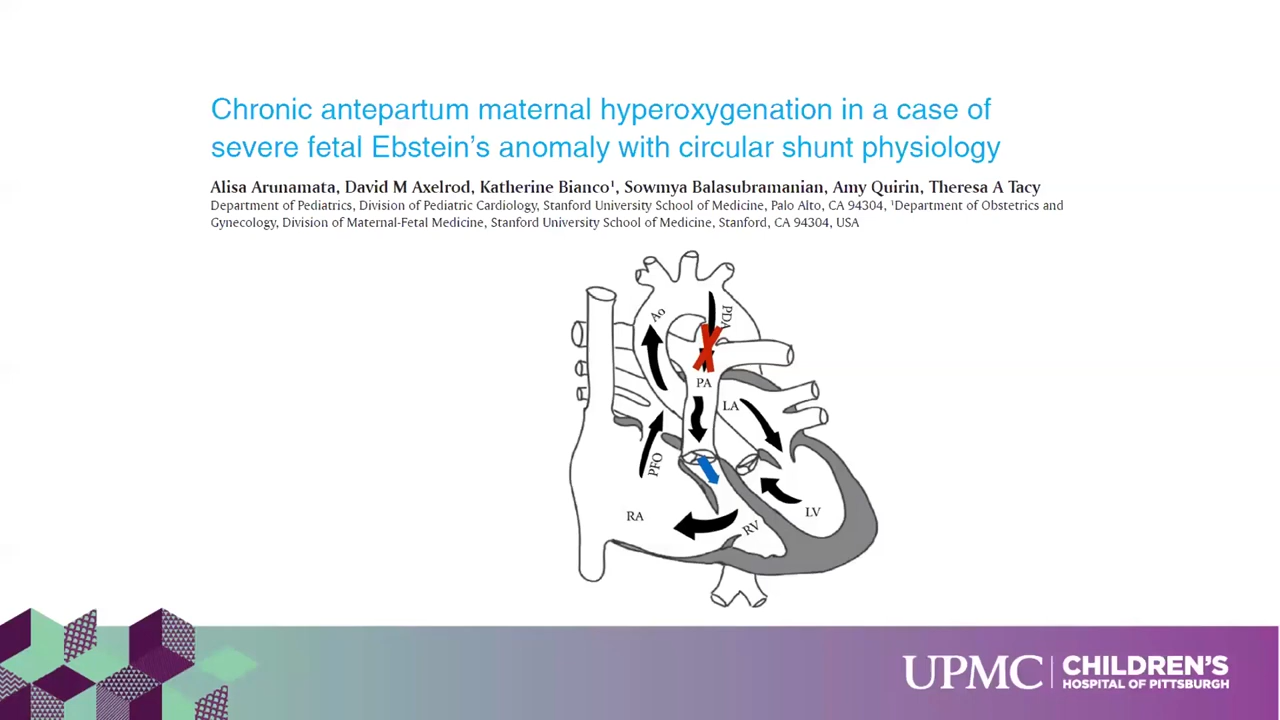 Chronic antepartum maternal hyperoxygenation in a case of
severe fetal Ebstein's anomaly with circular shunt physiology
Alisa Arunamata, David M Axelrod, Katherine Bianco¹, Sowmya Balasubramanian, Amy Quirin, Theresa A Tacy
Department of Pediatrics, Division of Pediatric Cardiology, Stanford University School of Medicine, Palo Alto, CA 94304, ¹Department of Obstetrics and
Gynecology, Division of Maternal-Fetal Medicine, Stanford University School of Medicine, Stanford, CA 94304, USA
Ao
PDA
PA
LA
PFO
RA
RV
LV
UPMC
CHILDREN'S
HOSPITAL OF PITTSBURGH